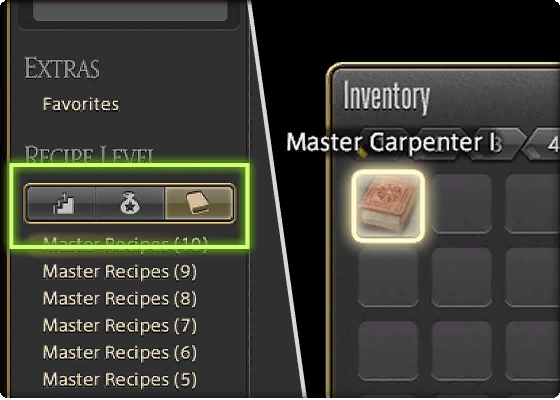 EXTRAS
Favorites
RECIPE LEVEL
Master Recipes (10)
Master Recipes (9)
Master Recipes (8)
Master Recipes (7)
Master Recipes (6)
Master Recipes (5)
Inventory
Master Carpenter I
3
4